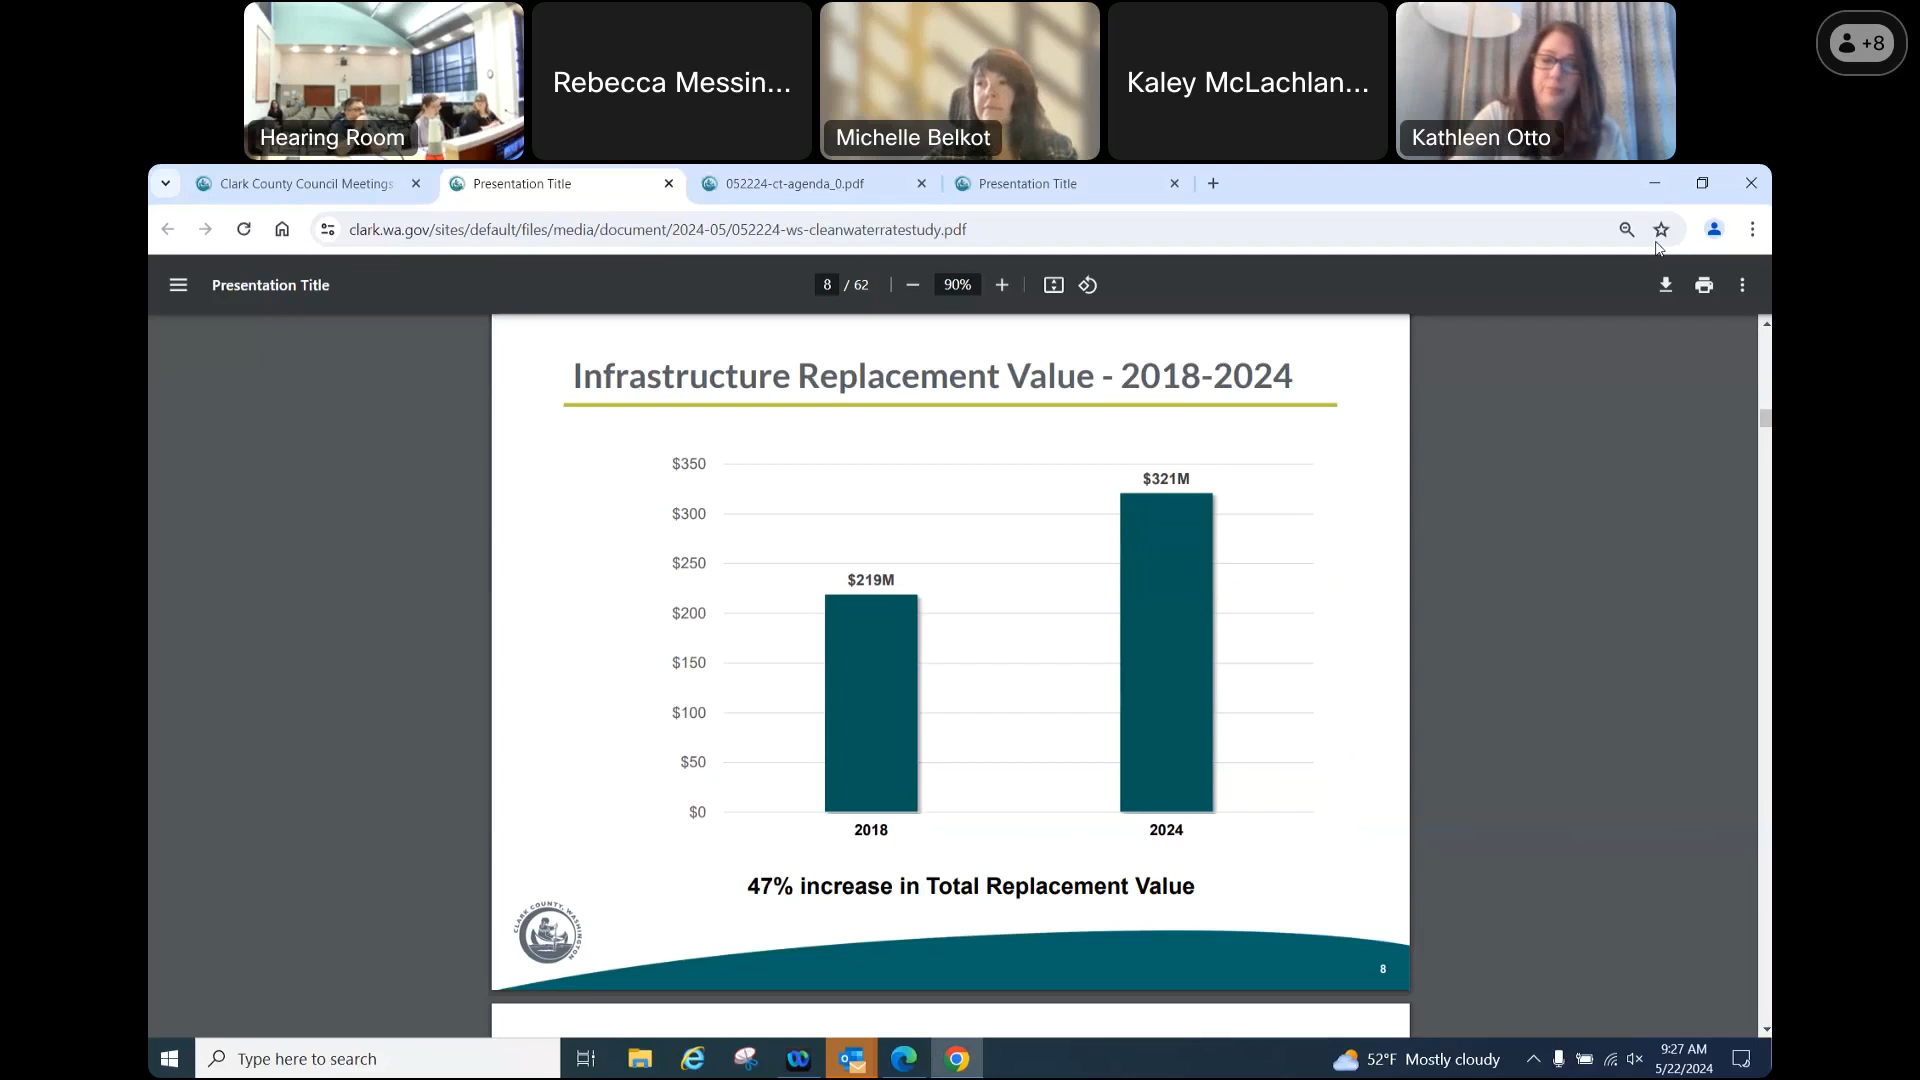 Hearing Room
Rebecca Messin...
Michelle Belkot
Kaley McLachlan...
Kathleen Otto
+8
Clark County Council Meetings
Presentation Title
052224-ct-agenda_0.pdf
Presentation Title
clark.wa.gov/sites/default/files/media/document/2024-05/052224-ws-cleanwaterratestudy.pdf
Presentation Title
8 / 62
90%
Infrastructure Replacement Value - 2018-2024
$350
$321M
$300
$250
$219M
$200
$150
$100
$50
$0
2018
2024
47% increase in Total Replacement Value
CLARK COUNTY, WASHINGTON
8
Type here to search
52°F Mostly cloudy
9:27 AM
5/22/2024